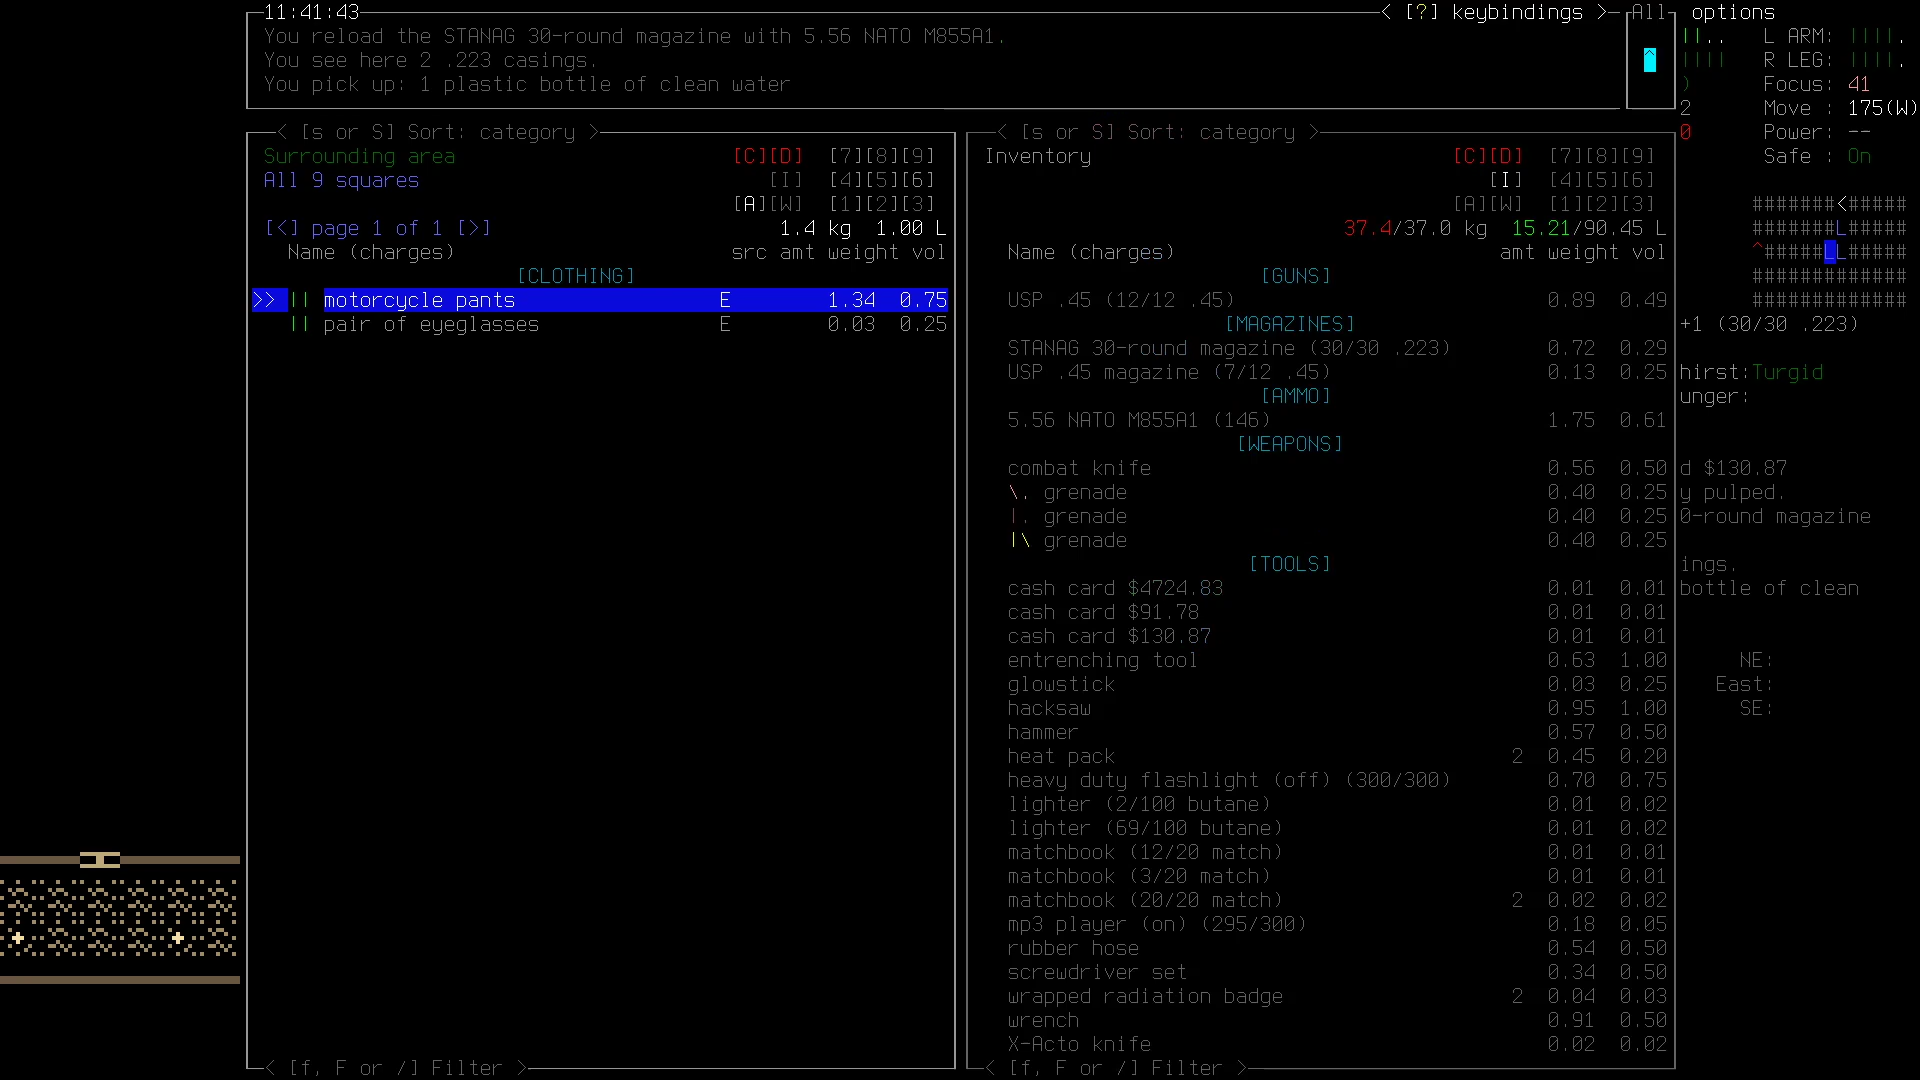 11:41:43 < [?] keybindings > All options
You reload the STANAG 30-round magazine with 5.56 NATO M855A1. ||.. L ARM: ||||.
You see here 2 .223 casings. ^ |||| R LEG: ||||.
You pick up: 1 plastic bottle of clean water ) Focus: 41
2 Move : 175(W)
< [s or S] Sort: category > < [s or S] Sort: category > 0 Power: --
Surrounding area [C][D] [7][8][9] Inventory [C][D] [7][8][9] Safe : On
All 9 squares [I] [4][5][6] [I] [4][5][6]
[A][W] [1][2][3] [A][W] [1][2][3] #######<#####
[<] page 1 of 1 [>] 1.4 kg 1.00 L 37.4/37.0 kg 15.21/90.45 L #######L#####
Name (charges) src amt weight vol Name (charges) amt weight vol ^#####LL#####
[CLOTHING] [GUNS] #############
>> || motorcycle pants E 1.34 0.75 USP .45 (12/12 .45) 0.89 0.49 #############
|| pair of eyeglasses E 0.03 0.25 [MAGAZINES] +1 (30/30 .223)
STANAG 30-round magazine (30/30 .223) 0.72 0.29
USP .45 magazine (7/12 .45) 0.13 0.25 hirst:Turgid
[AMMO] unger:
5.56 NATO M855A1 (146) 1.75 0.61
[WEAPONS]
combat knife 0.56 0.50 d $130.87
\. grenade 0.40 0.25 y pulped.
|. grenade 0.40 0.25 0-round magazine
|\ grenade 0.40 0.25
[TOOLS] ings.
cash card $4724.83 0.01 0.01 bottle of clean
cash card $91.78 0.01 0.01
cash card $130.87 0.01 0.01
entrenching tool 0.63 1.00 NE:
glowstick 0.03 0.25 East:
hacksaw 0.95 1.00 SE:
hammer 0.57 0.50
heat pack 2 0.45 0.20
heavy duty flashlight (off) (300/300) 0.70 0.75
lighter (2/100 butane) 0.01 0.02
lighter (69/100 butane) 0.01 0.02
matchbook (12/20 match) 0.01 0.01
matchbook (3/20 match) 0.01 0.01
matchbook (20/20 match) 2 0.02 0.02
mp3 player (on) (295/300) 0.18 0.05
rubber hose 0.54 0.50
screwdriver set 0.34 0.50
wrapped radiation badge 2 0.04 0.03
wrench 0.91 0.50
X-Acto knife 0.02 0.02
< [f, F or /] Filter > < [f, F or /] Filter >